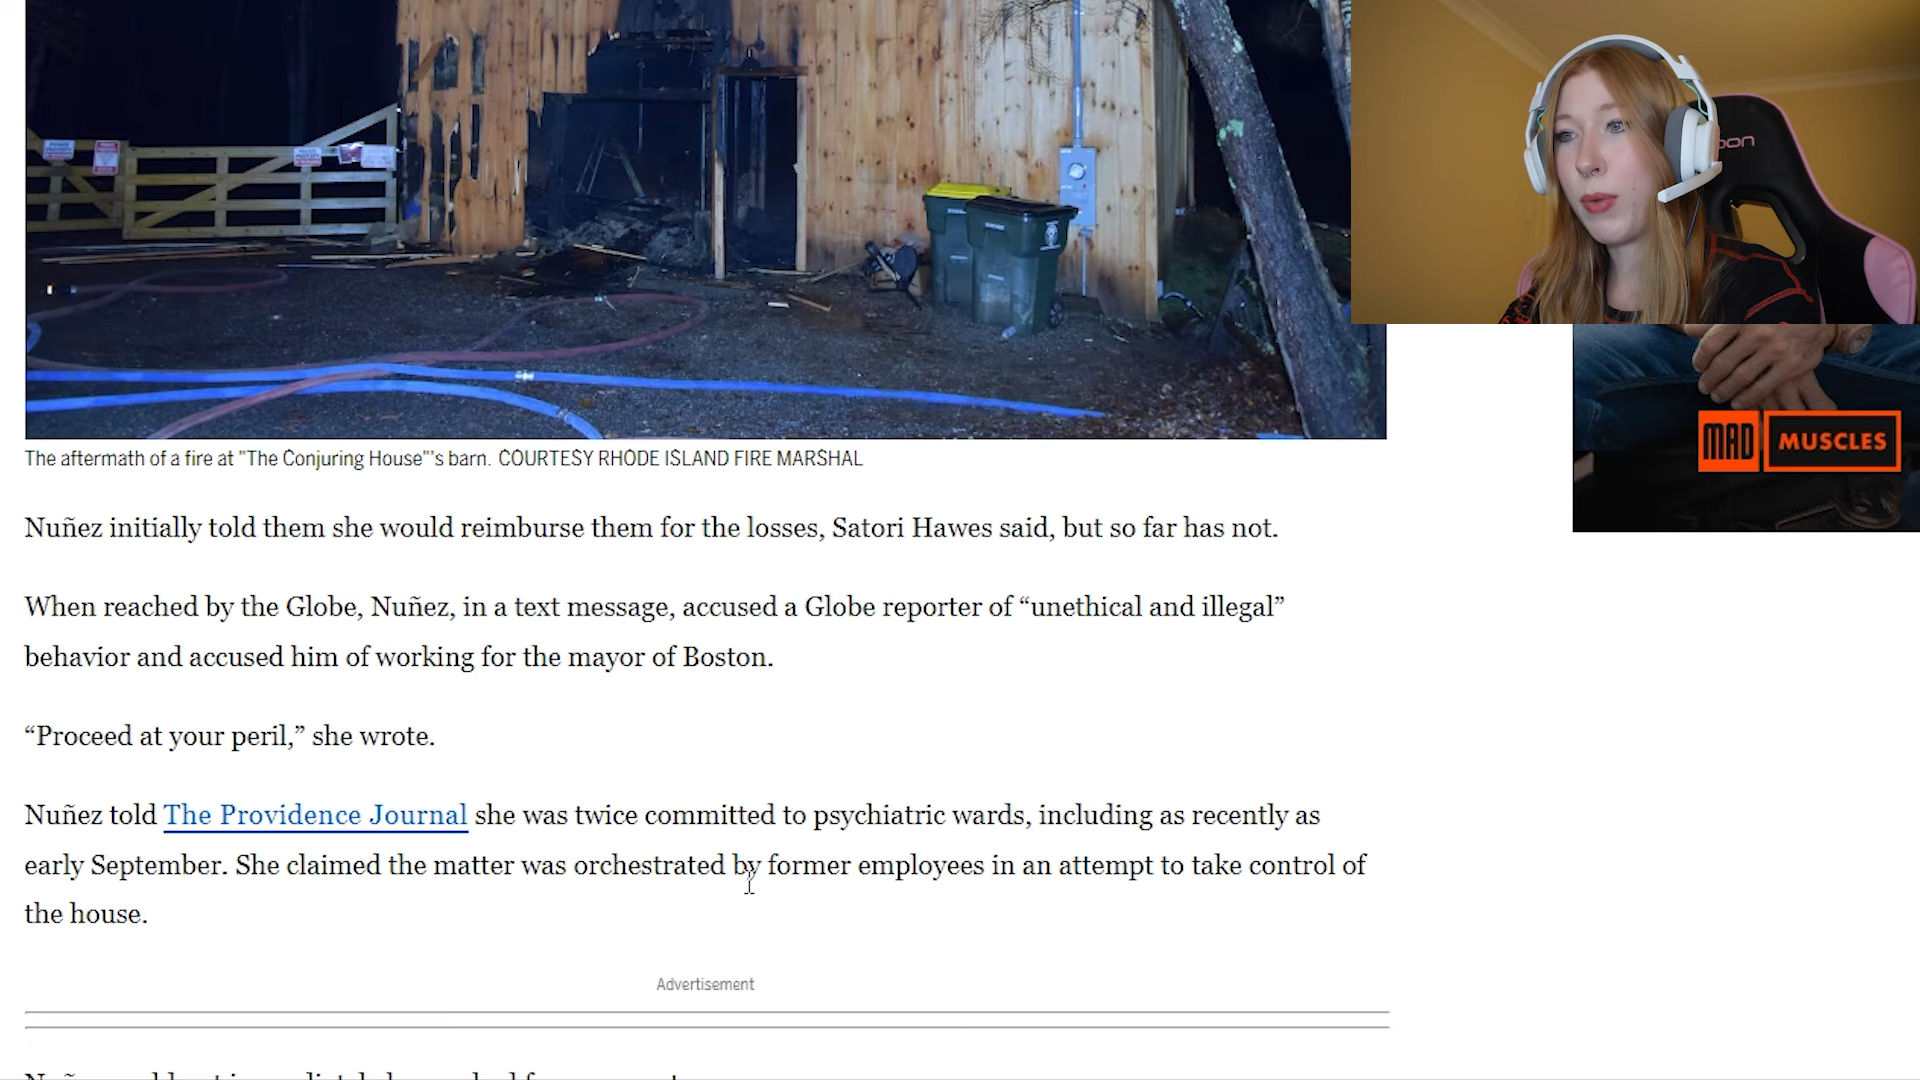 The aftermath of a fire at "The Conjuring House"'s barn. COURTESY RHODE ISLAND FIRE MARSHAL
MAD MUSCLES
Nuñez initially told them she would reimburse them for the losses, Satori Hawes said, but so far has not.
When reached by the Globe, Nuñez, in a text message, accused a Globe reporter of “unethical and illegal”
behavior and accused him of working for the mayor of Boston.
“Proceed at your peril,” she wrote.
Nuñez told The Providence Journal she was twice committed to psychiatric wards, including as recently as
early September. She claimed the matter was orchestrated by former employees in an attempt to take control of
the house.
Advertisement